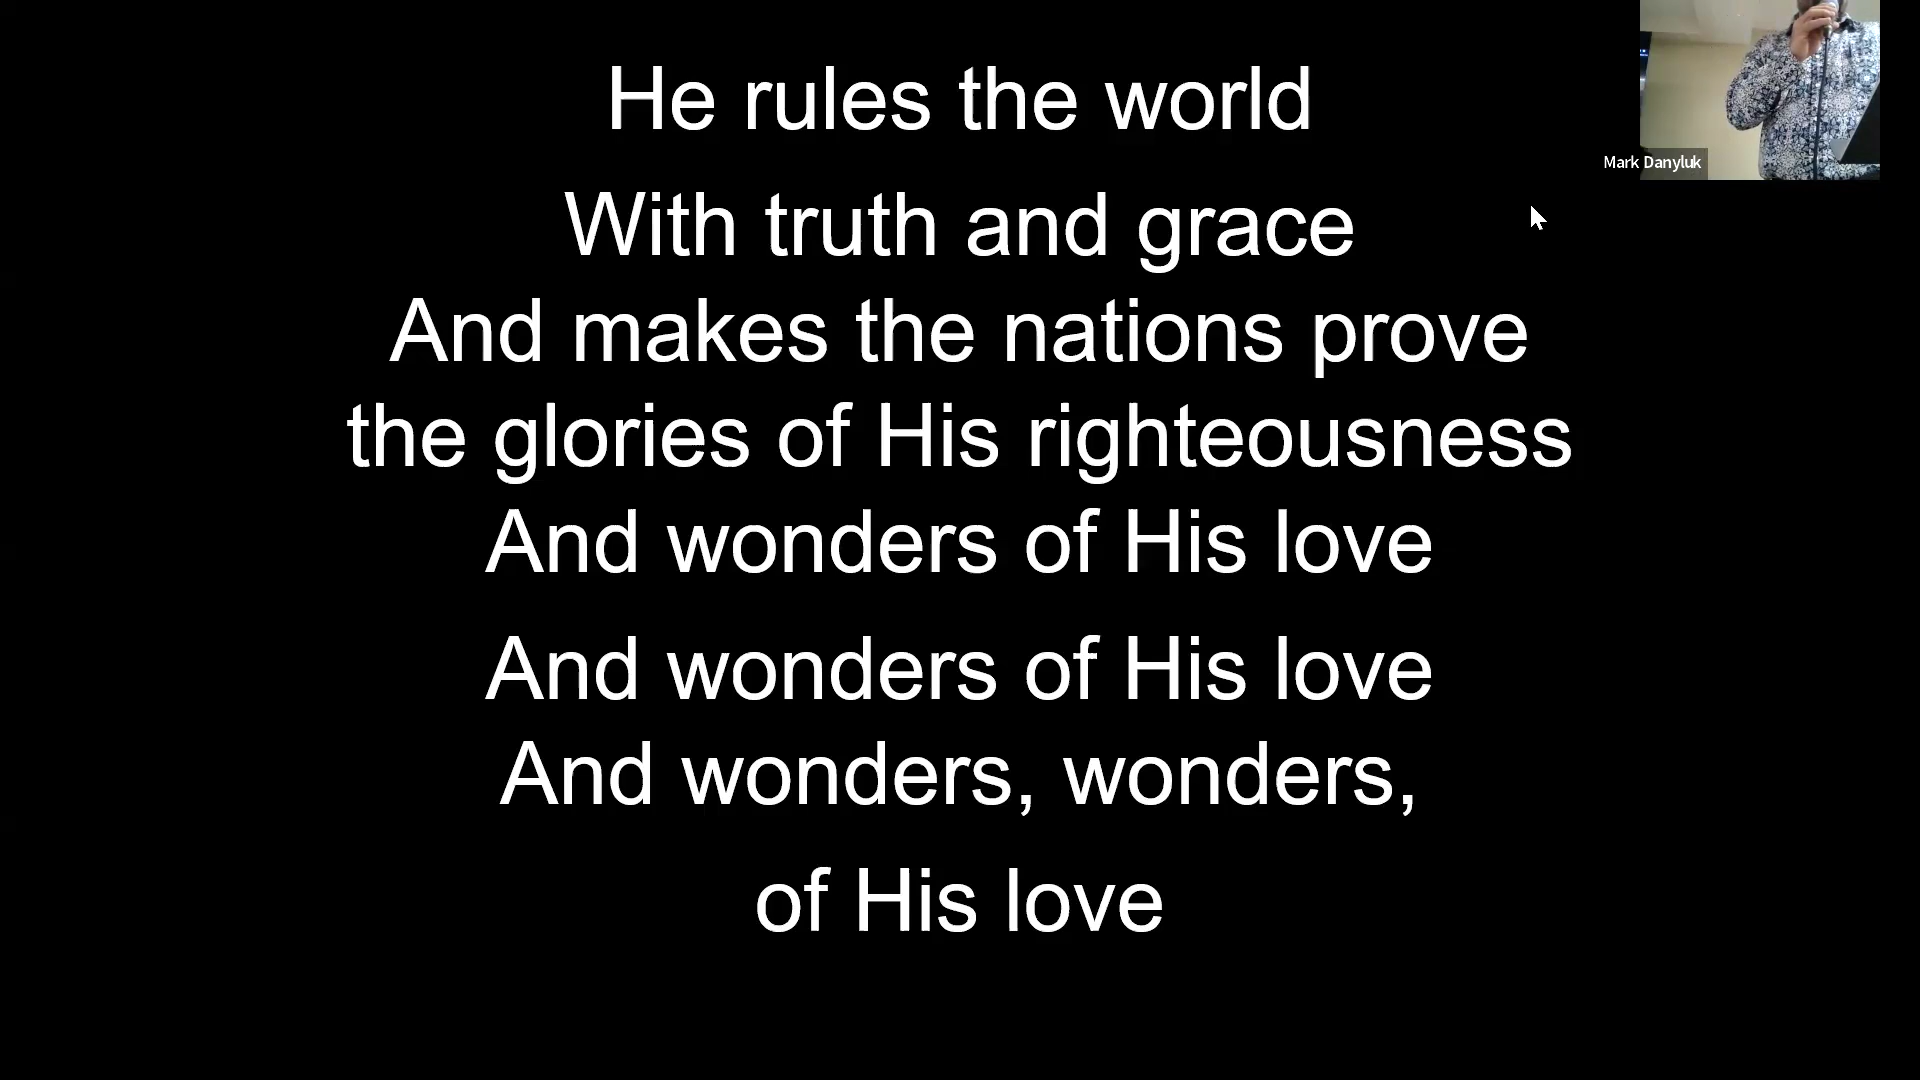 He rules the world
With truth and grace
And makes the nations prove
the glories of His righteousness
And wonders of His love
And wonders of His love
And wonders, wonders,
of His love
Mark Danyluk